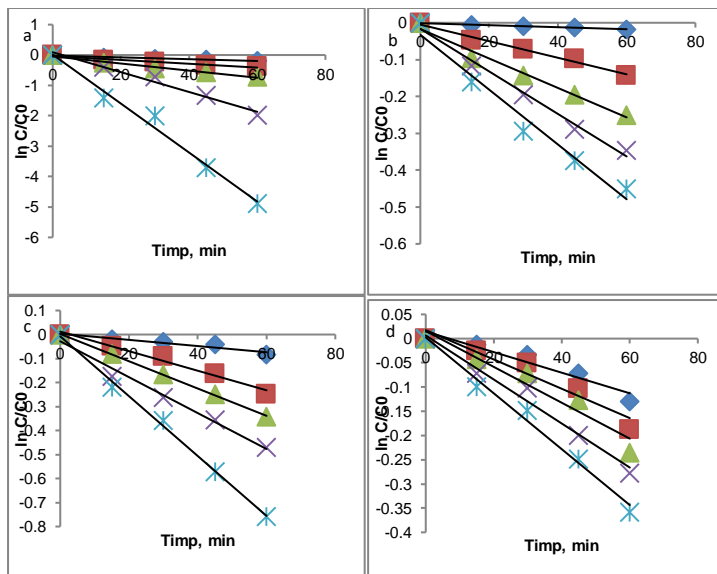 a
1
0
-1
-2
-3
-4
-5
-6
0 20 40 60 80
ln C/C0
Timp, min
b
0
-0.1
-0.2
-0.3
-0.4
-0.5
-0.6
0 20 40 60 80
ln C/C0
Timp, min
c
0.1
0
-0.1
-0.2
-0.3
-0.4
-0.5
-0.6
-0.7
-0.8
0 20 40 60 80
ln C/C0
Timp, min
d
0.05
0
-0.05
-0.1
-0.15
-0.2
-0.25
-0.3
-0.35
-0.4
0 20 40 60 80
ln C/C0
Timp, min